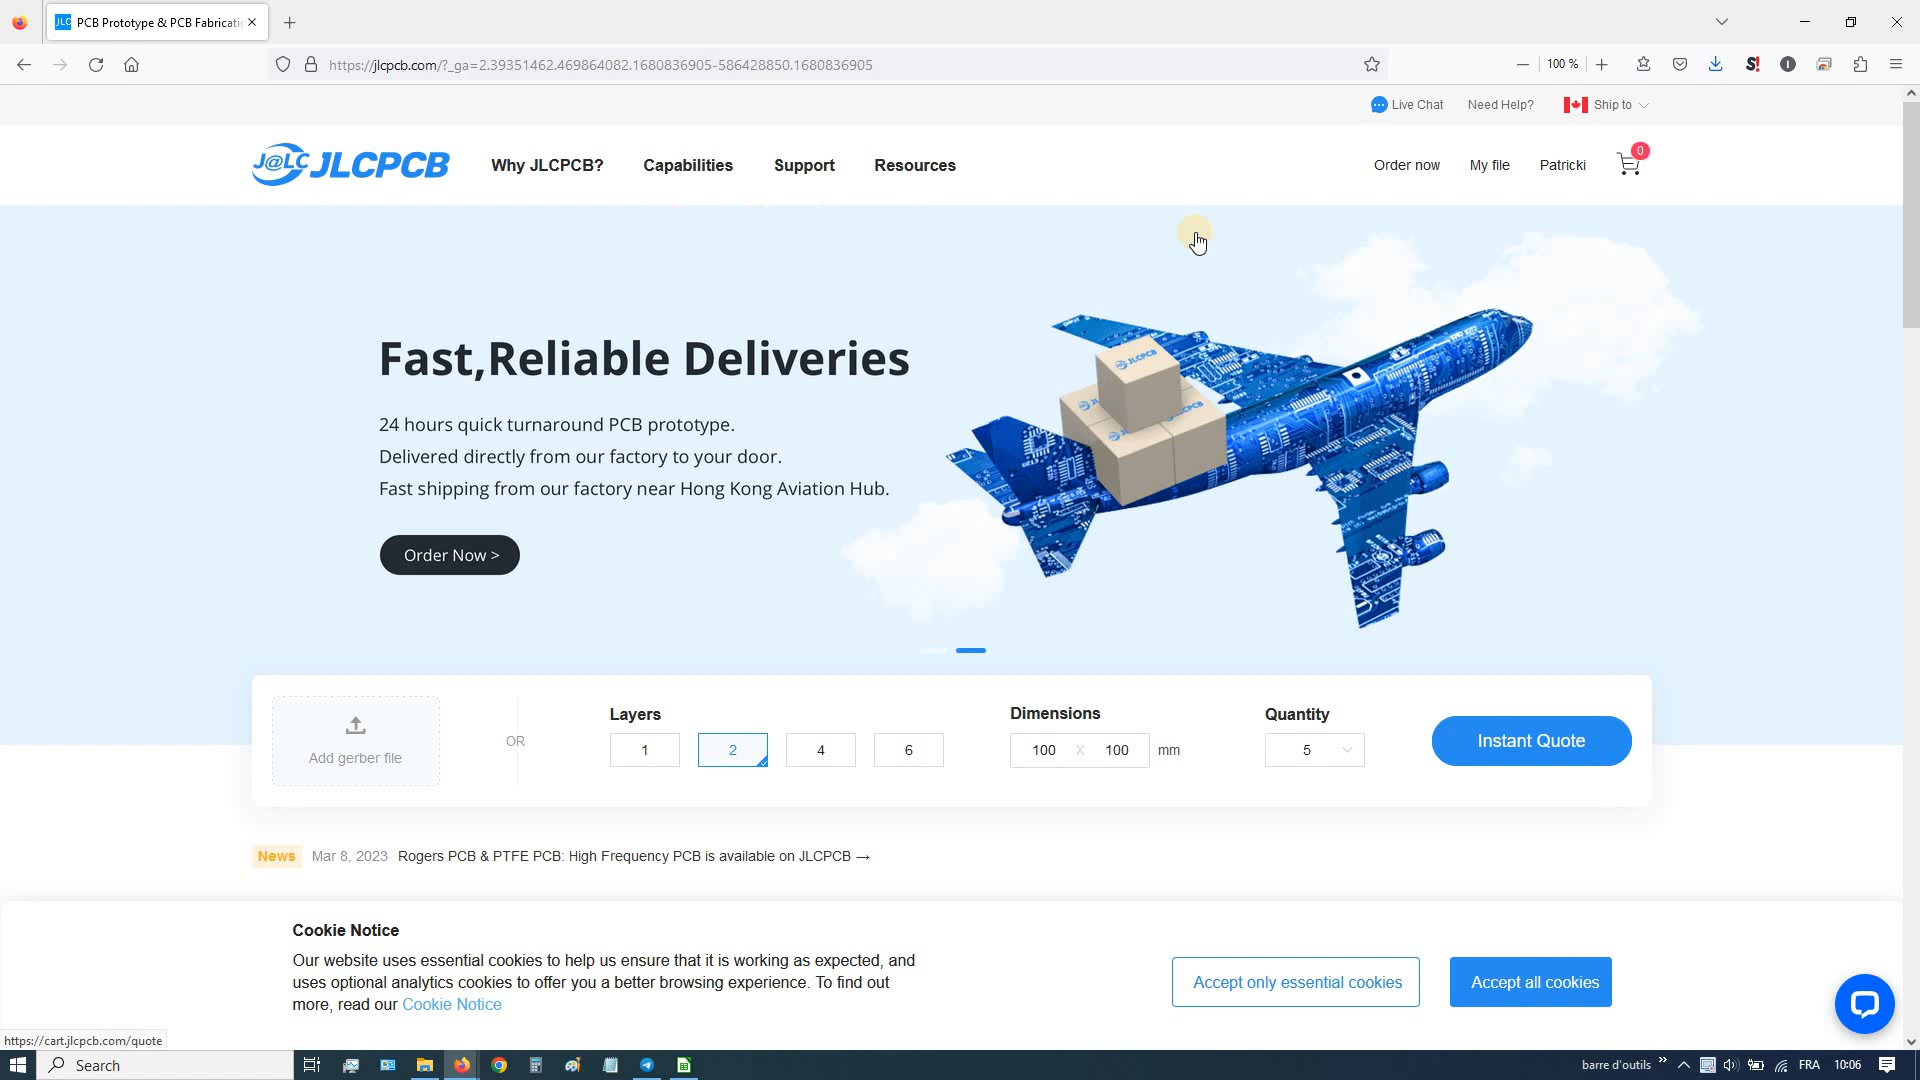 JLC PCB Prototype & PCB Fabricati
https://jlcpcb.com/?_ga=2.39351462.469864082.1680836905-586428850.1680836905
100 %
Live Chat
Need Help?
Ship to
J@LC JLCPCB
Why JLCPCB?
Capabilities
Support
Resources
Order now
My file
Patricki
0
Fast,Reliable Deliveries
24 hours quick turnaround PCB prototype.
Delivered directly from our factory to your door.
Fast shipping from our factory near Hong Kong Aviation Hub.
Order Now >
JLCPCB
Add gerber file
OR
Layers
1 2 4 6
Dimensions
100 X 100 mm
Quantity
5
Instant Quote
News Mar 8, 2023 Rogers PCB & PTFE PCB: High Frequency PCB is available on JLCPCB →
Cookie Notice
Our website uses essential cookies to help us ensure that it is working as expected, and
uses optional analytics cookies to offer you a better browsing experience. To find out
more, read our Cookie Notice
Accept only essential cookies
Accept all cookies
https://cart.jlcpcb.com/quote
Search
barre d'outils
FRA
10:06